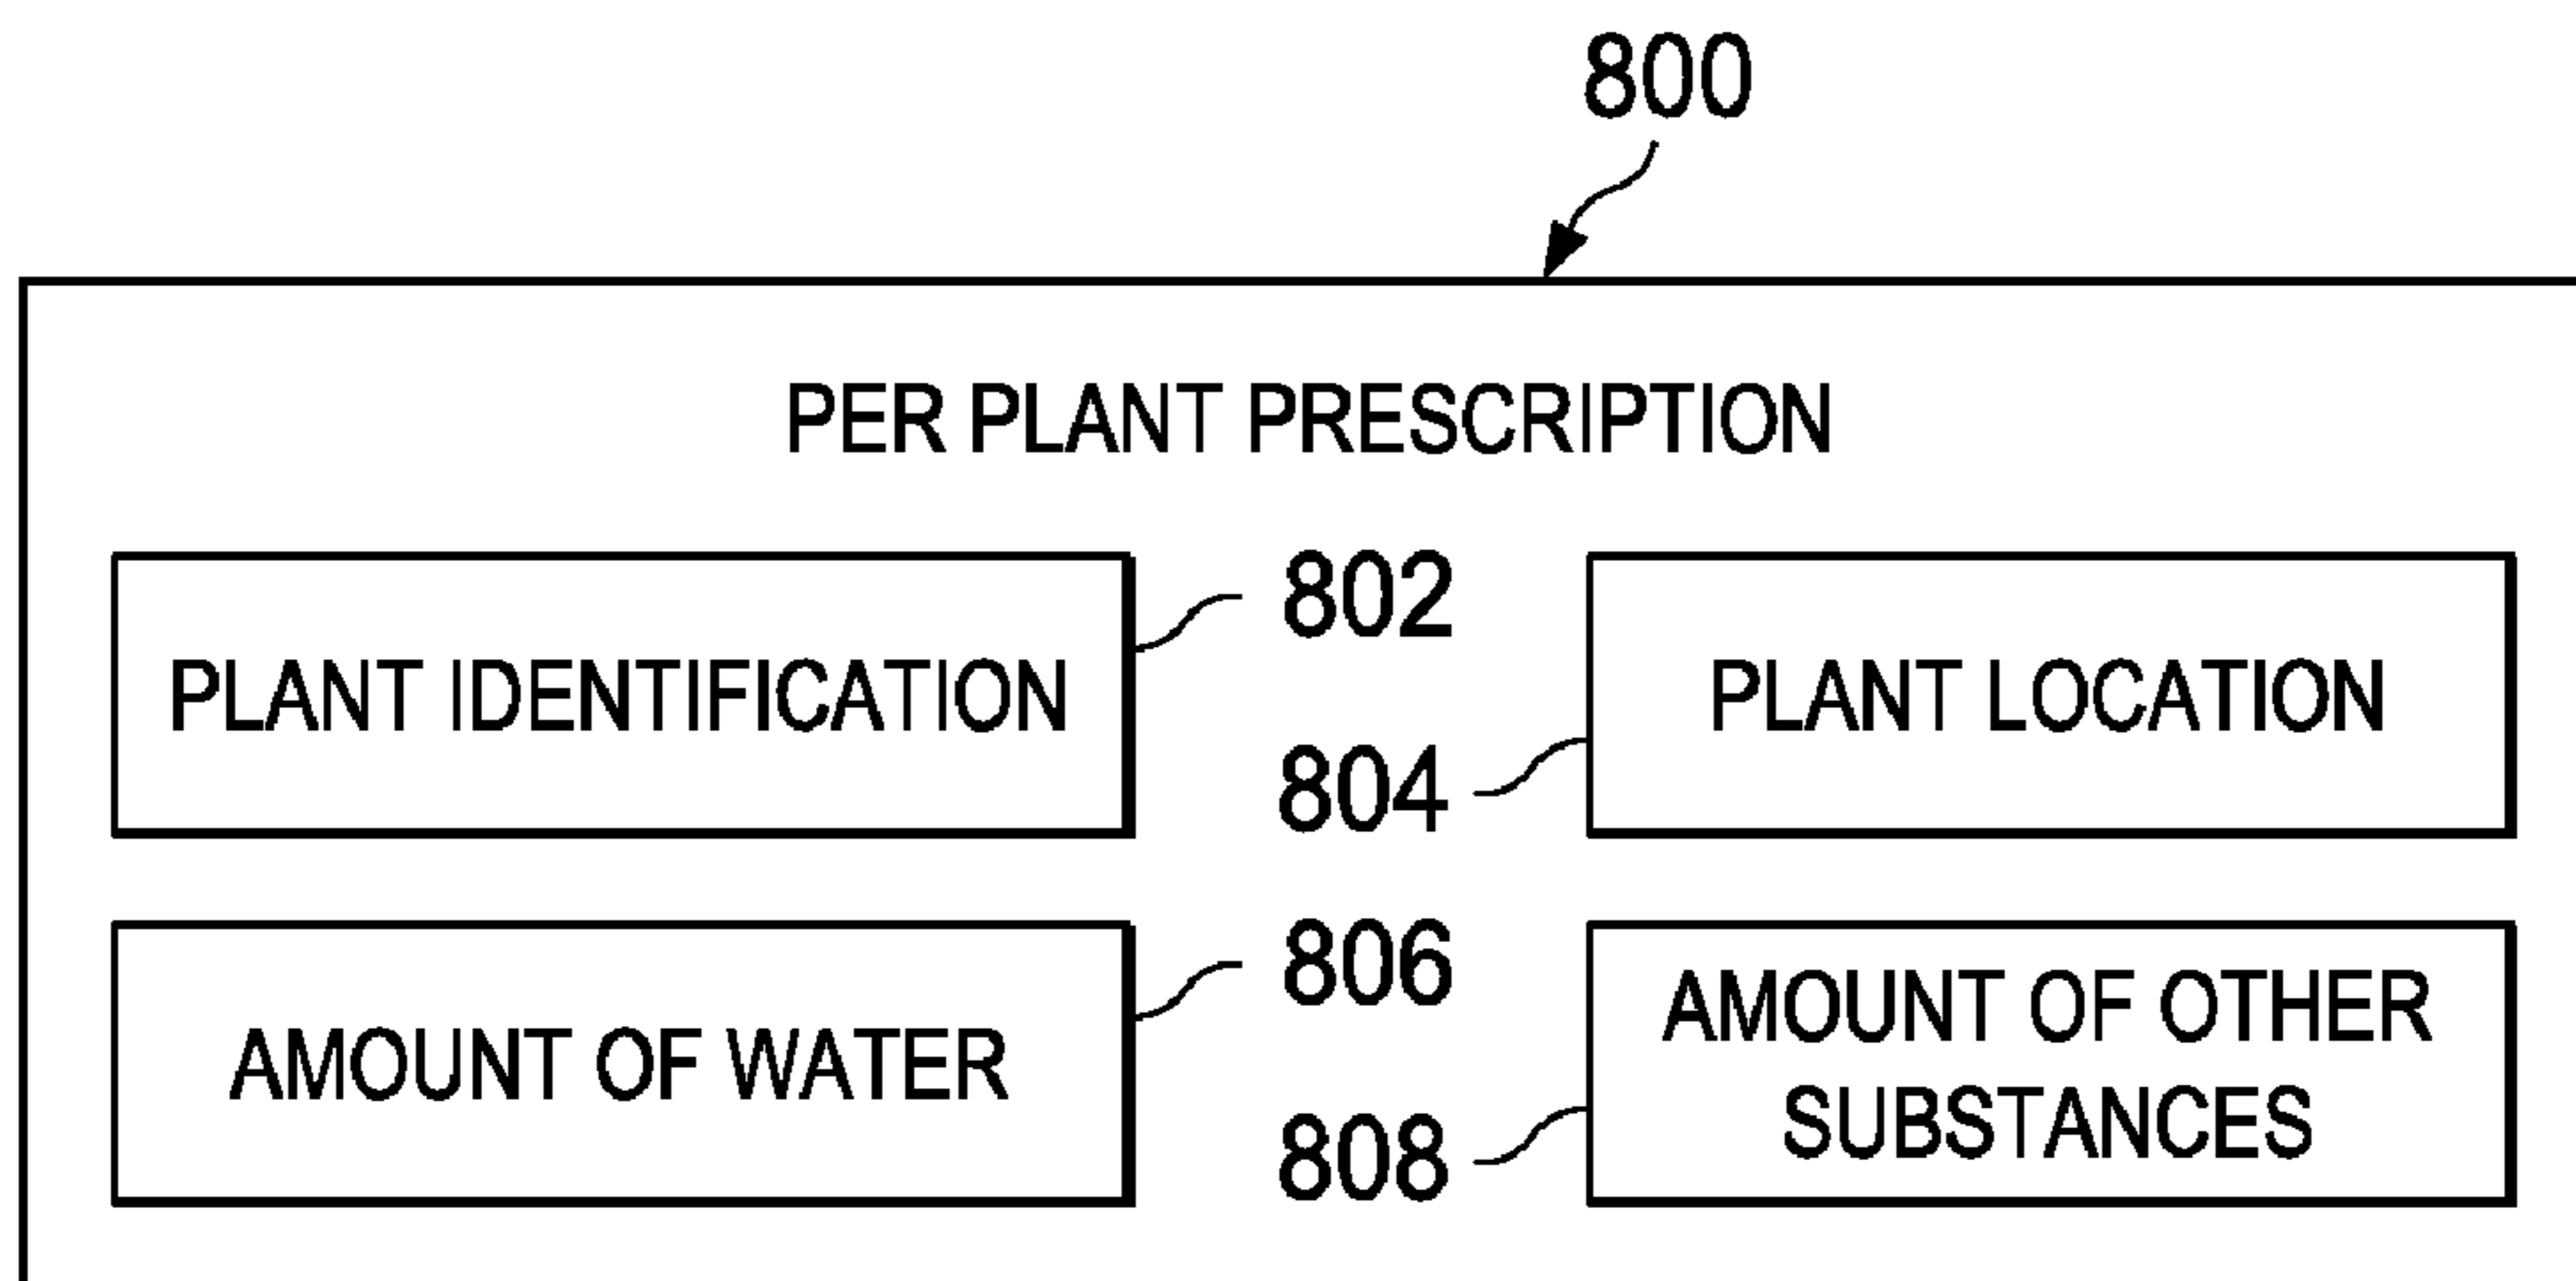 800
PER PLANT PRESCRIPTION
PLANT IDENTIFICATION
802
804
PLANT LOCATION
AMOUNT OF WATER
806
808
AMOUNT OF OTHER
SUBSTANCES